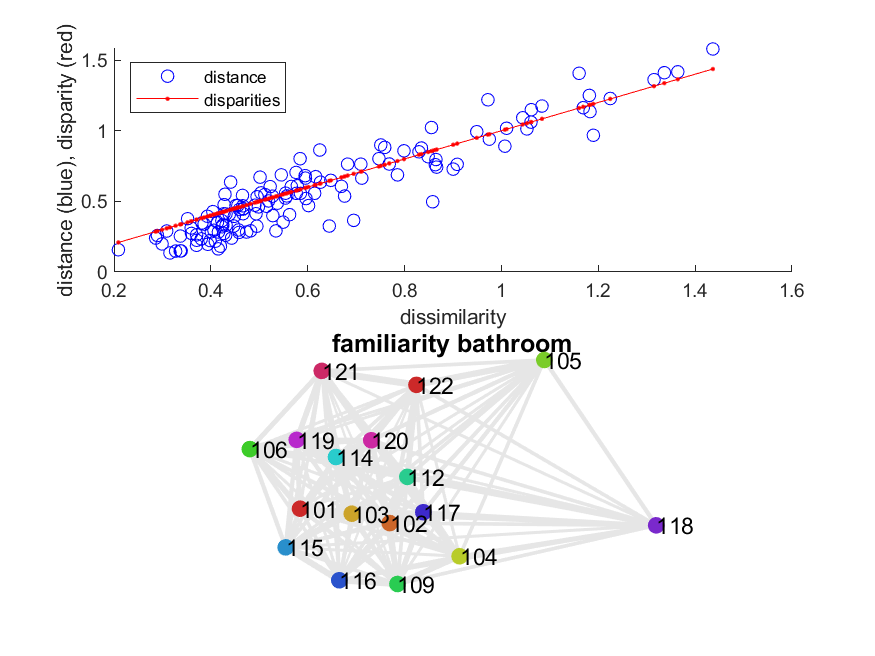 distance (blue), disparity (red)
1.5
1
0.5
0
distance
disparities
0.2 0.4 0.6 0.8 1 1.2 1.4 1.6
dissimilarity
familiarity bathroom
105
121
122
119 120
106
114
112
101 103 117
102
118
115
104
116 109